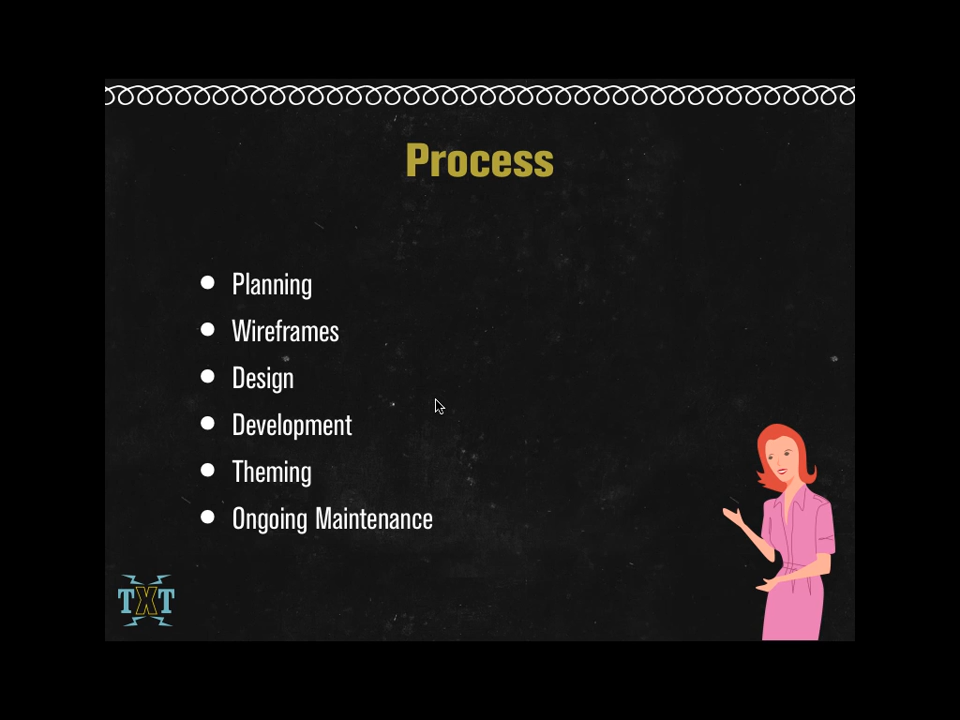 Process
Planning
Wireframes
Design
Development
Theming
Ongoing Maintenance
TXT